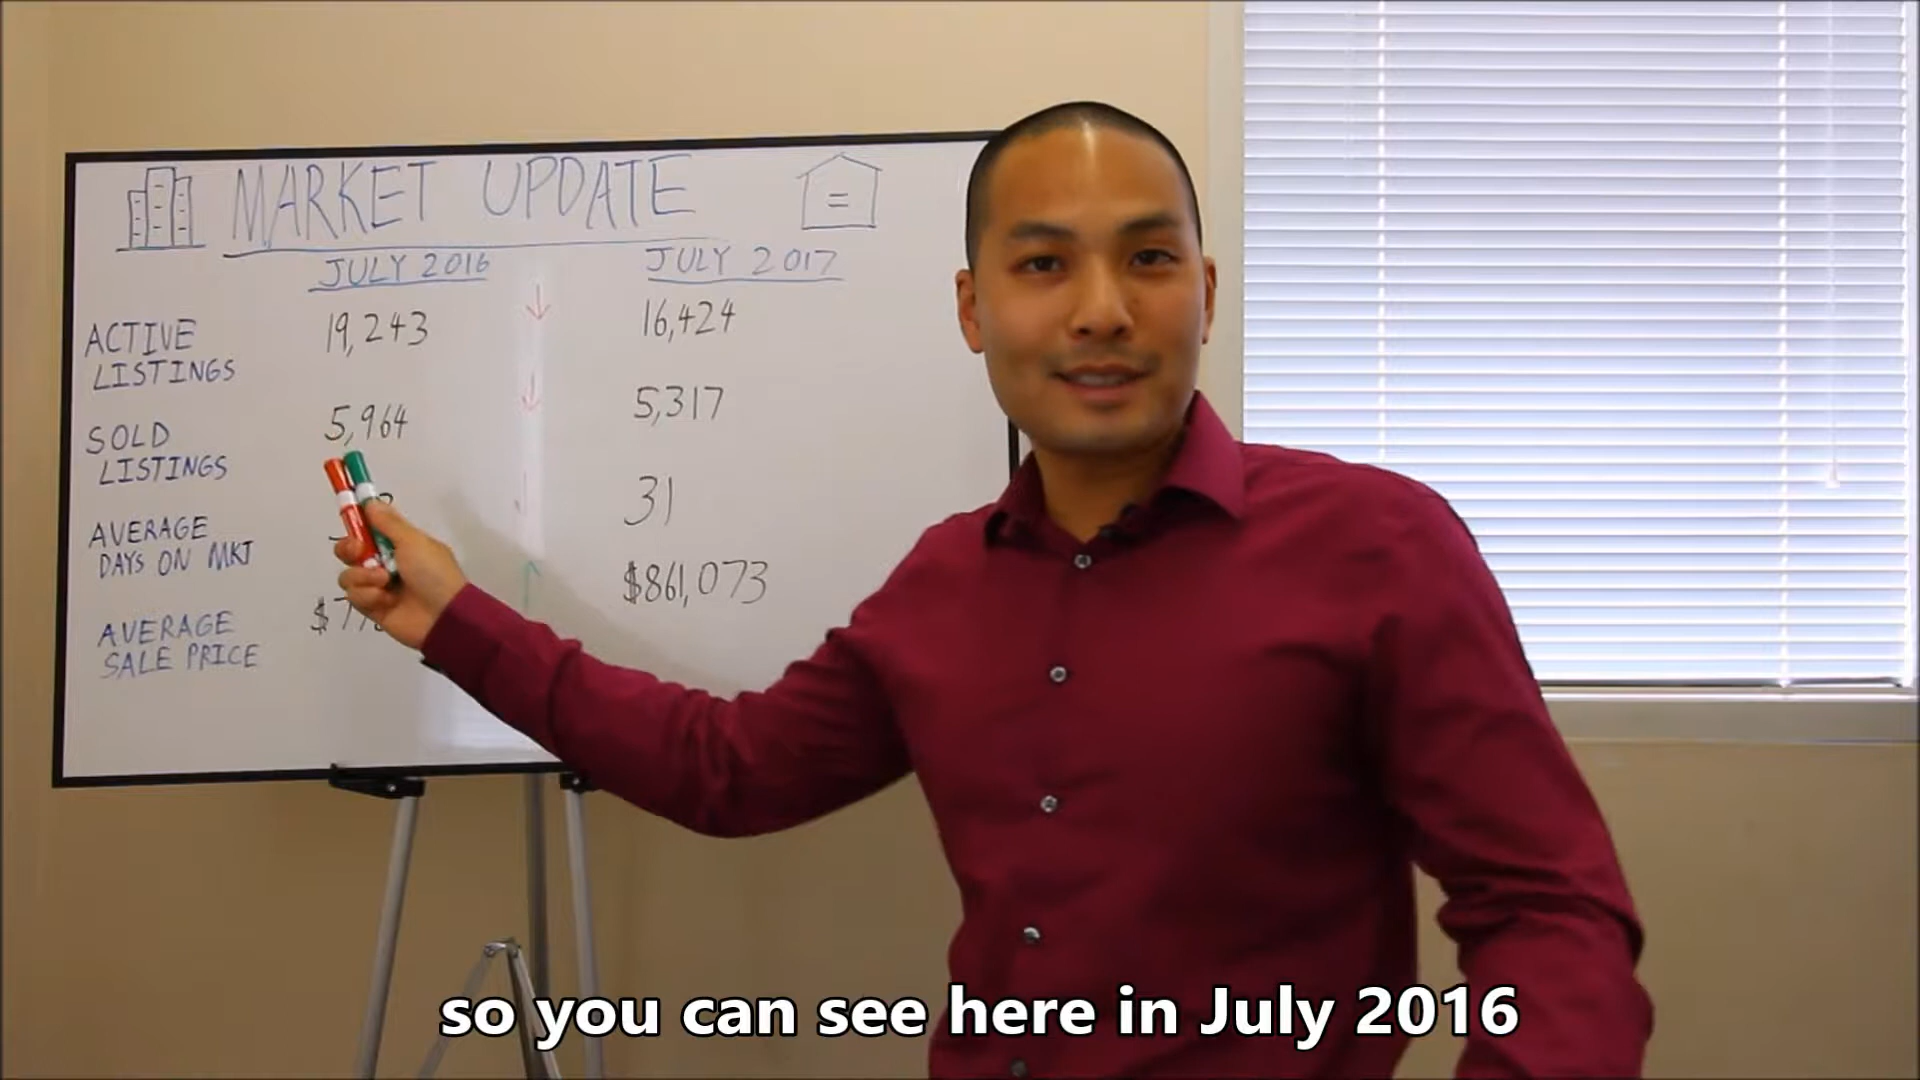 MARKET UPDATE
JULY 2016 JULY 2017
ACTIVE
LISTINGS
19,243 16,424
SOLD
LISTINGS
5,964 5,317
AVERAGE
DAYS ON MKT
31
AVERAGE
SALE PRICE
$861,073
so you can see here in July 2016